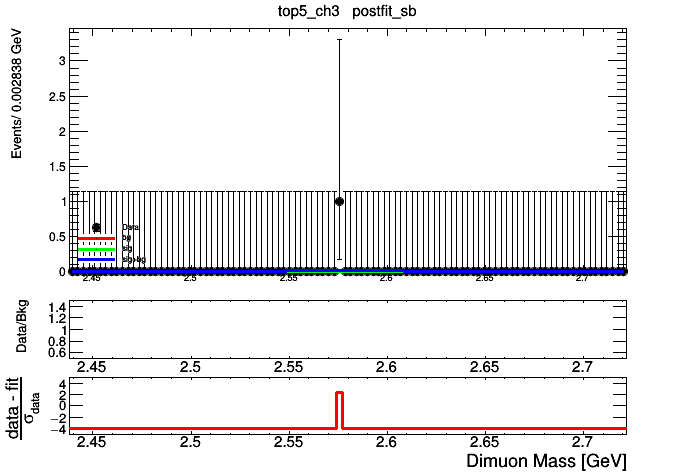 top5_ch3 postfit_sb
Events/ 0.002838 GeV
3
2.5
2
1.5
1
0.5
0
Data
bg
sig
sig+bg
2.45 2.5 2.55 2.6 2.65 2.7
Data/Bkg
1.4
1.2
1
0.8
0.6
2.45 2.5 2.55 2.6 2.65 2.7
data - fit
σdata
4
2
0
−2
−4
2.45 2.5 2.55 2.6 2.65 2.7
Dimuon Mass [GeV]